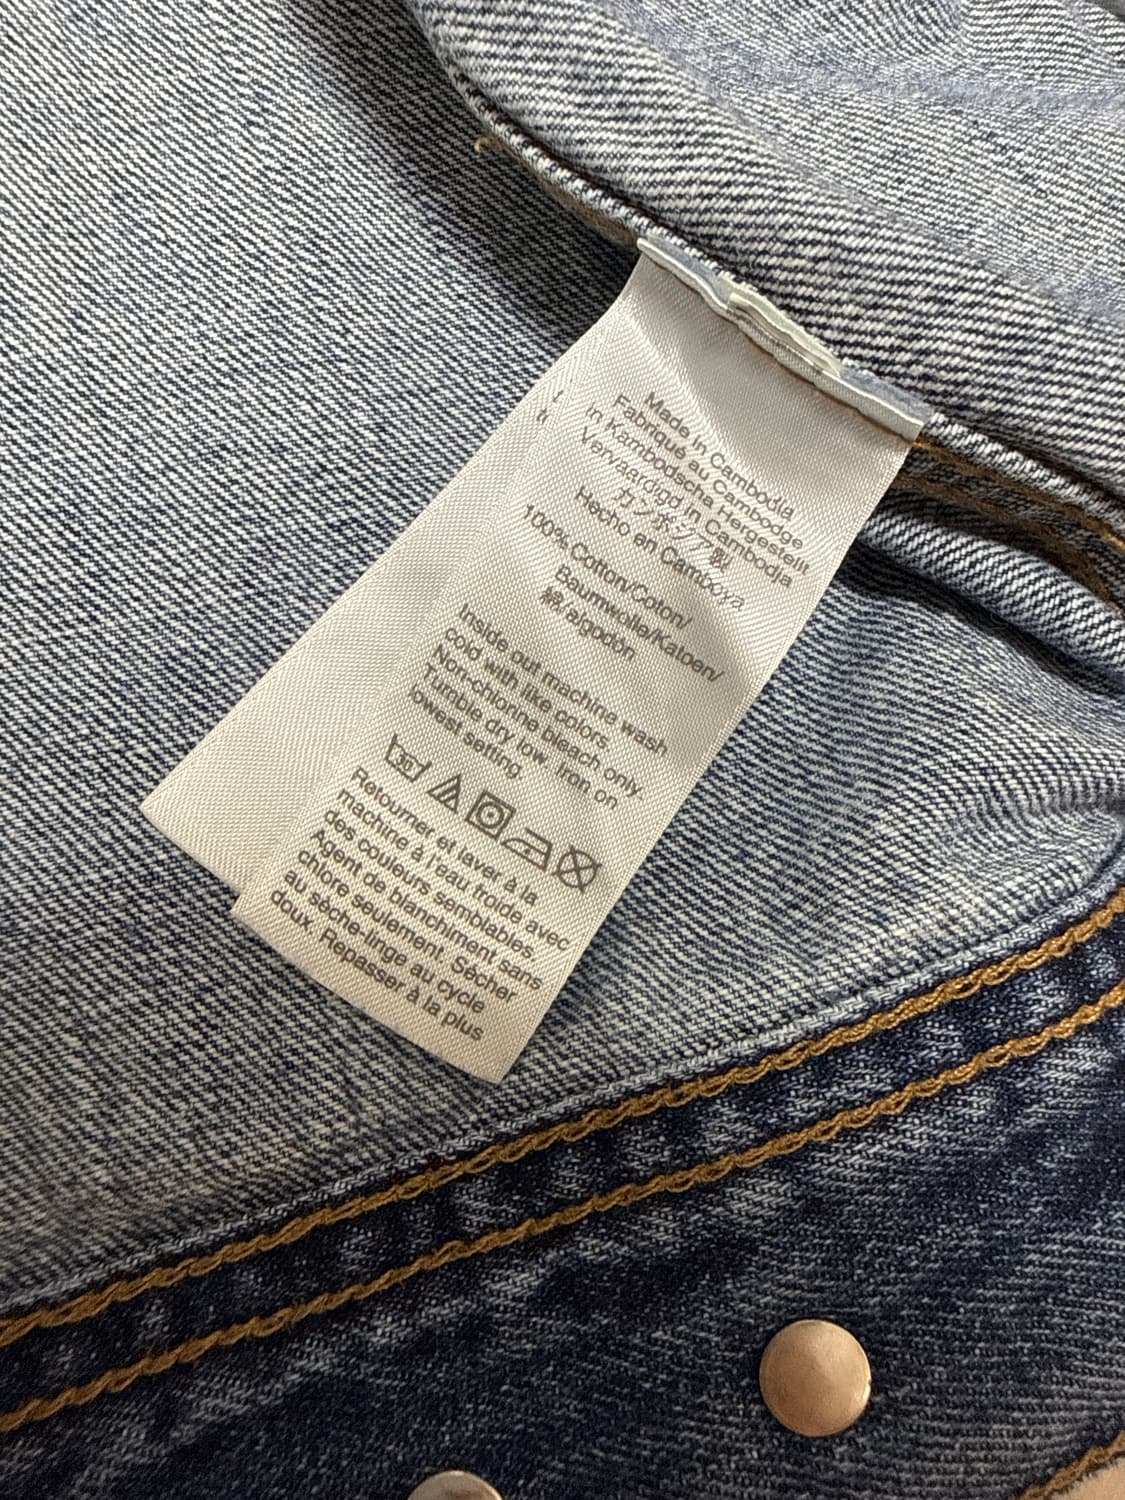 Made in Cambodia
Fabriqué au Cambodge
in Kambodscha Hergestellt
Vervaardigd in Cambodja
カンボジア製
Hecho en Camboya
100% Cotton/Coton/
Baumwolle/Katoen/
綿/algodón
Inside out machine wash
cold with like colors.
Non-chlorine bleach only.
Tumble dry low Iron on
lowest setting.
30
Retourner et laver à la
machine à l'eau froide avec
des couleurs semblables.
Agent de blanchiment sans
chlore seulement. Sécher
au sèche-linge au cycle
doux. Repasser à la plus